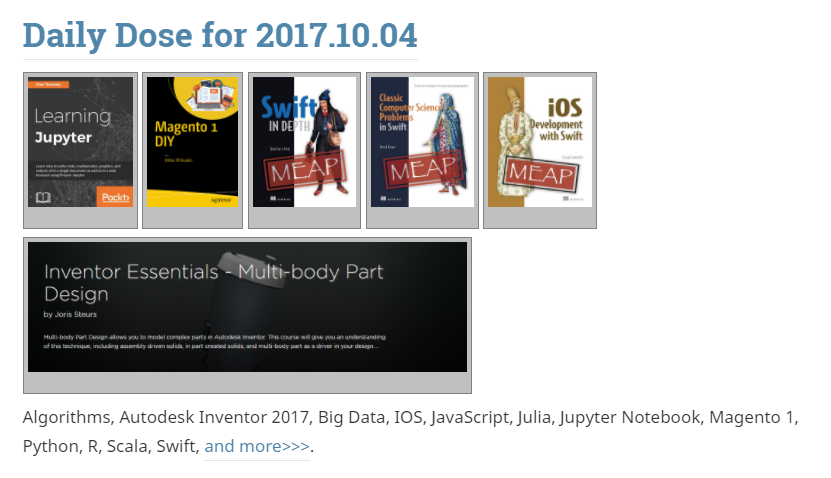 Daily Dose for 2017.10.04
Learning
Jupyter
Packt>
Magento 1
DIY
apress
Swift
IN DEPTH
MEAP
MANNING
Classic
Computer Science
Problems
in Swift
David Kopec
MEAP
MANNING
iOS
Development
with Swift
MEAP
MANNING
Inventor Essentials - Multi-body Part
Design
by Joris Steurs
Multi-body Part Design allows you to model complex parts in Autodesk Inventor. This course will give you an understanding
of this technique, including assembly driven solids, in part created solids, and multi-body part as a driver in your design...
Algorithms, Autodesk Inventor 2017, Big Data, IOS, JavaScript, Julia, Jupyter Notebook, Magento 1,
Python, R, Scala, Swift, and more>>>.